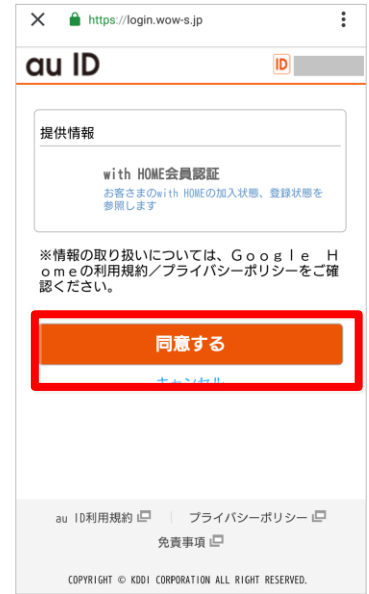 https://login.wow-s.jp
au ID
ID
提供情報
with HOME会員認証
お客さまのwith HOMEの加入状態、登録状態を
参照します
※情報の取り扱いについては、Ｇｏｏｇｌｅ　Ｈ
ｏｍｅの利用規約／プライバシーポリシーをご確
認ください。
同意する
キャンセル
au ID利用規約
プライバシーポリシー
免責事項
COPYRIGHT © KDDI CORPORATION ALL RIGHT RESERVED.